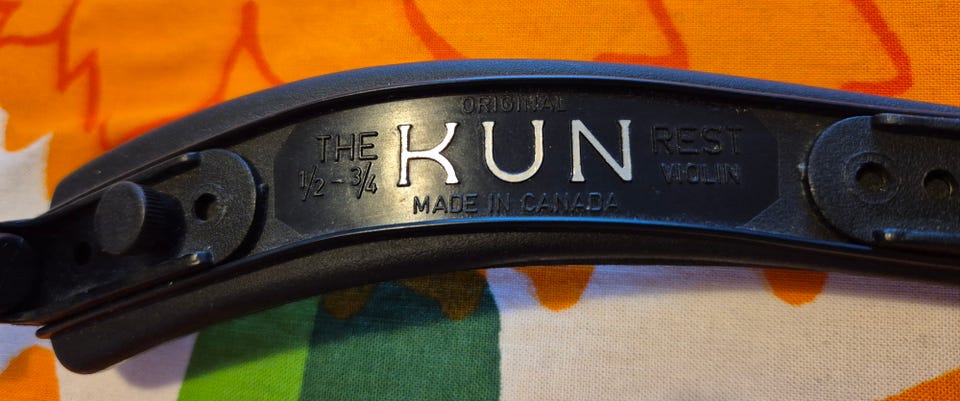 ORIGINAL
THE KUN REST
1/2 - 3/4 VIOLIN
MADE IN CANADA